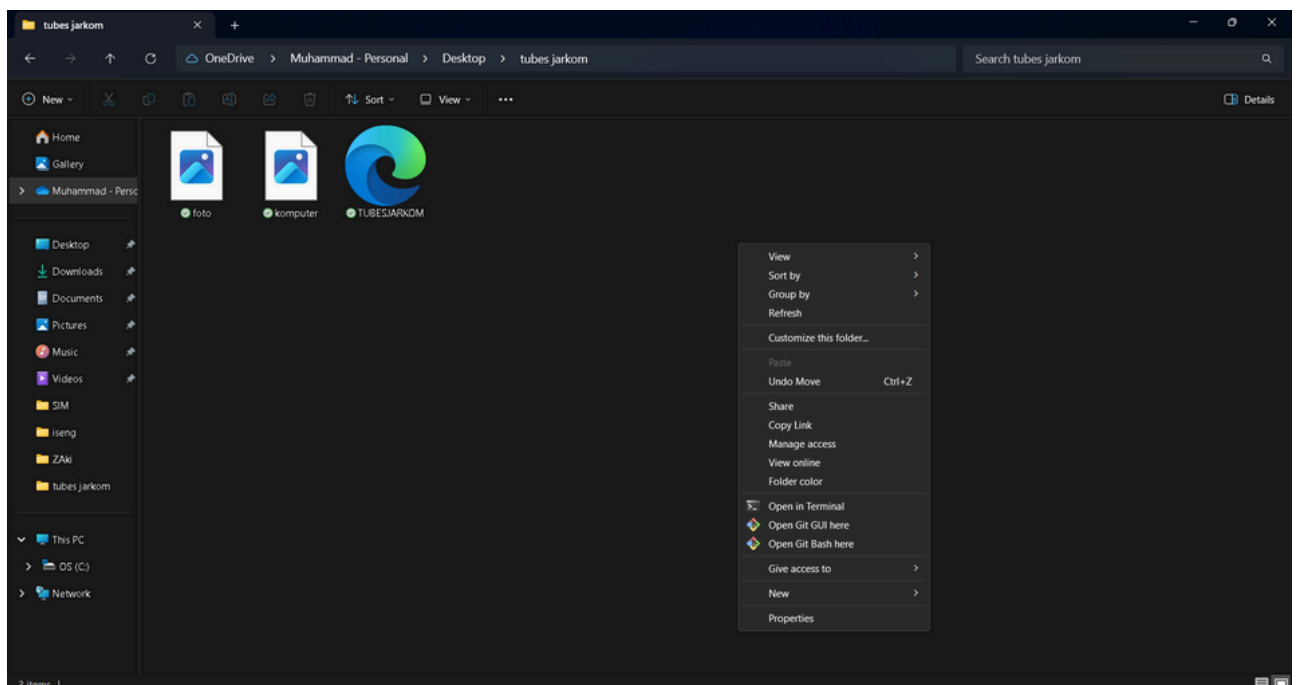 tubes jarkom
OneDrive > Muhammad - Personal > Desktop > tubes jarkom
Search tubes jarkom
New
Sort
View
...
Details
Home
Gallery
Muhammad - Persc
Desktop
Downloads
Documents
Pictures
Music
Videos
SIM
iseng
ZAki
tubes jarkom
This PC
OS (C:)
Network
foto
komputer
TUBESJARKOM
View
Sort by
Group by
Refresh
Customize this folder...
Paste
Undo Move Ctrl+Z
Share
Copy Link
Manage access
View online
Folder color
Open in Terminal
Open Git GUI here
Open Git Bash here
Give access to
New
Properties
3 items